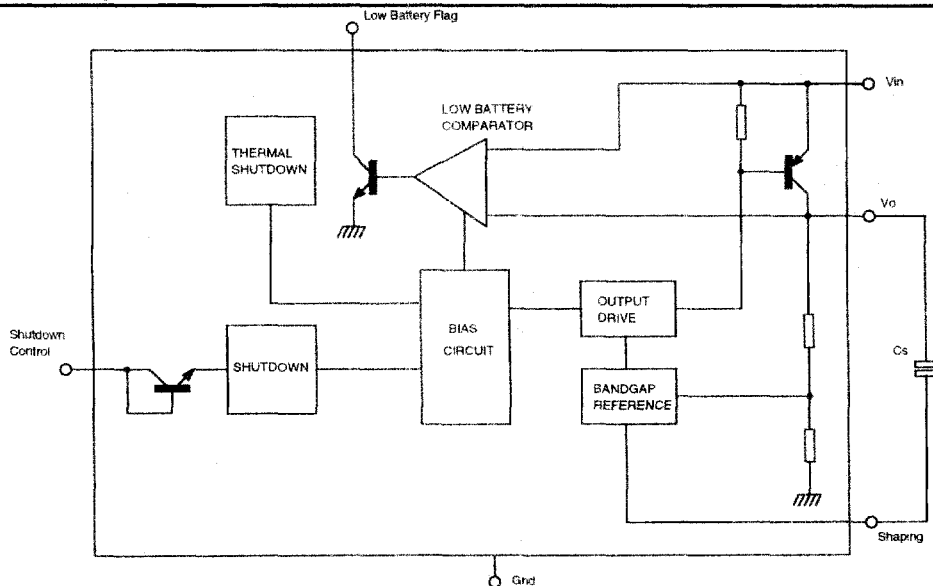 Low Battery Flag
Vin
LOW BATTERY
COMPARATOR
THERMAL
SHUTDOWN
Vo
OUTPUT
DRIVE
BIAS
CIRCUIT
Shutdown
Control
SHUTDOWN
Cs
BANDGAP
REFERENCE
Shaping
Gnd